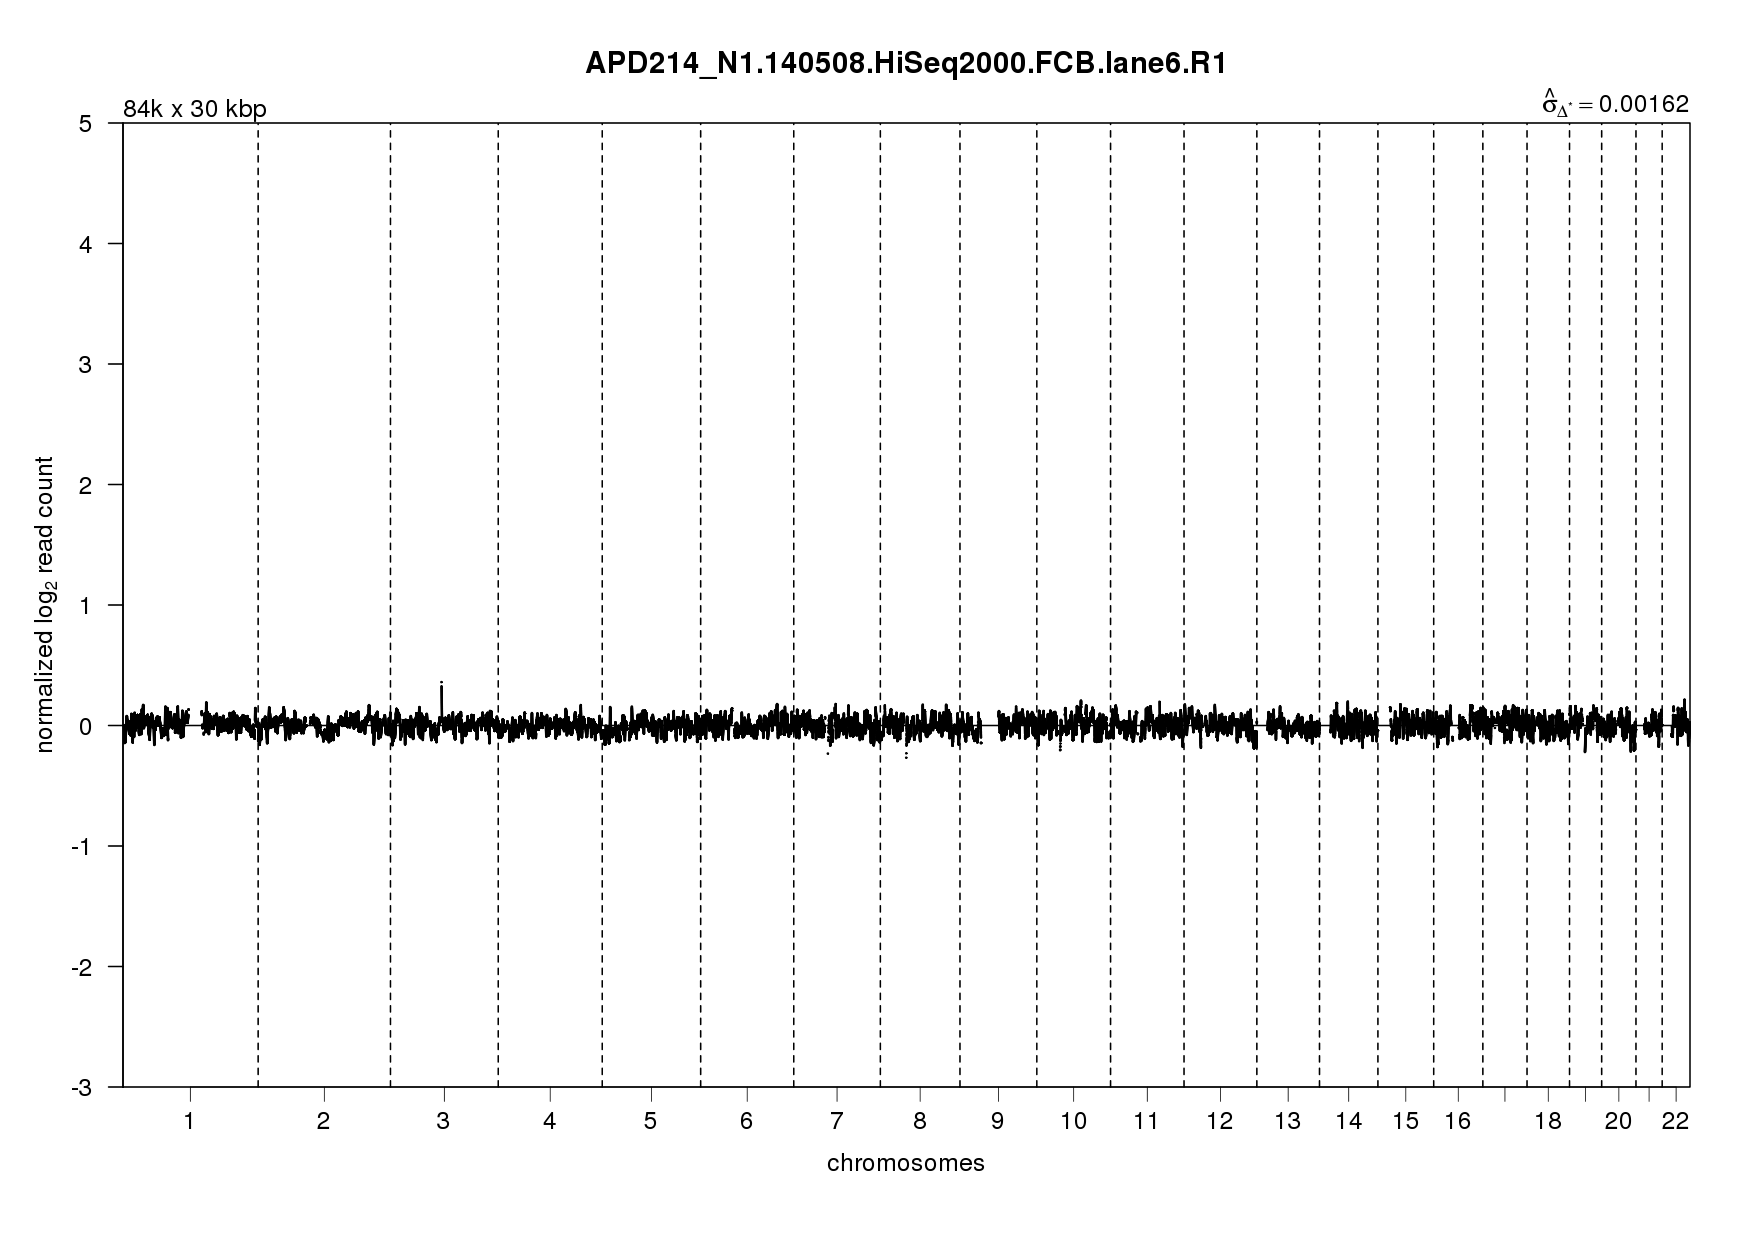 APD214_N1.140508.HiSeq2000.FCB.lane6.R1
84k x 30 kbp
σ̂Δ* = 0.00162
5
4
3
2
1
0
-1
-2
-3
normalized log₂ read count
1 2 3 4 5 6 7 8 9 10 11 12 13 14 15 16 18 20 22
chromosomes